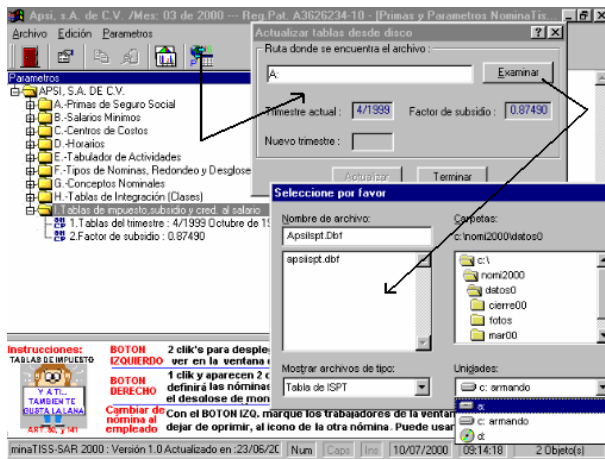 Apsi, s.A. de C.V. /Mes: 03 de 2000 --- Reg.Pat. A3626234-10 - [Primas y Parametros NominaTis...
Archivo Edición Parametros
Parametros
APSI, S.A. DE C.V.
A.-Primas de Seguro Social
B.-Salarios Minimos
C.-Centros de Costos
D.-Horarios
E.-Tabulador de Actividades
F.-Tipos de Nominas, Redondeo y Desglose
G.-Conceptos Nominales
H.-Tablas de Integración (Clases)
I.Tablas de impuesto,subsidio y cred. al salario
1.Tablas del trimestre : 4/1999 Octubre de 19
2.Factor de subsidio : 0.87490
Actualizar tablas desde disco
Ruta donde se encuentra el archivo :
A:
Examinar
Trimestre actual : 4/1999 Factor de subsidio : 0.87490
Nuevo trimestre :
Actualizar Terminar
Seleccione por favor
Nombre de archivo:
Apsilspt.Dbf
apsiispt.dbf
Carpetas:
c:\nomi2000\datos0
c:\
nomi2000
datos0
cierre00
fotos
mar00
Mostrar archivos de tipo:
Tabla de ISPT
Unidades:
c: armando
a:
c: armando
d:
Instrucciones:
TABLAS DE IMPUESTO
Y A TI...
TAMBIEN TE
GUSTA LA LANA
ART. 80, y 141
BOTON IZQUIERDO
2 clik's para desple
ver en la ventana
BOTON DERECHO
1 clik y aparecen 2
definirá las nóminas
el desglose de mon
Cambiar de nómina al empleado
Con el BOTON IZQ. marque los trabajadores de la ventan
dejar de oprimir, al icono de la otra nómina. Puede usar
minaTISS-SAR 2000 : Versión 1.0 Actualizado en :23/06/20 Num Caps Ins 10/07/2000 09:14:18 2 Objeto(s)